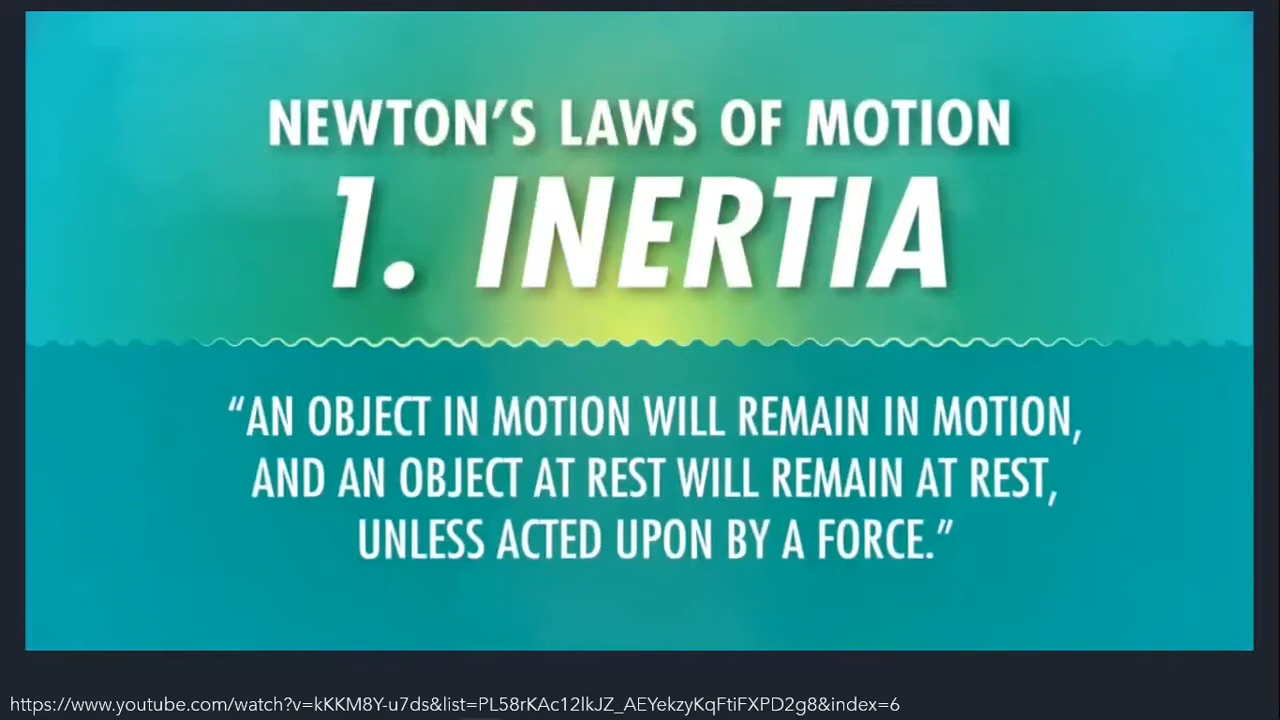 NEWTON'S LAWS OF MOTION
1. INERTIA
“AN OBJECT IN MOTION WILL REMAIN IN MOTION,
AND AN OBJECT AT REST WILL REMAIN AT REST,
UNLESS ACTED UPON BY A FORCE.”
https://www.youtube.com/watch?v=kKKM8Y-u7ds&list=PL58rKAc12lkJZ_AEYekzyKqFtiFXPD2g8&index=6